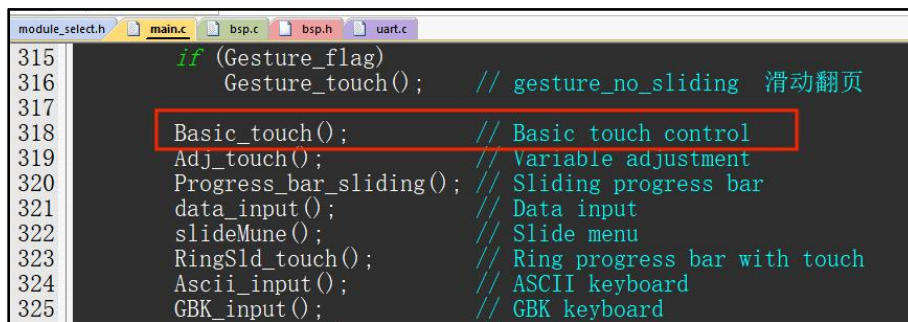 module_select.h main.c bsp.c bsp.h uart.c
315 if (Gesture_flag)
316 Gesture_touch(); // gesture_no_sliding 滑动翻页
317
318 Basic_touch(); // Basic touch control
319 Adj_touch(); // Variable adjustment
320 Progress_bar_sliding(); // Sliding progress bar
321 data_input(); // Data input
322 slideMune(); // Slide menu
323 RingSld_touch(); // Ring progress bar with touch
324 Ascii_input(); // ASCII keyboard
325 GBK_input(); // GBK keyboard